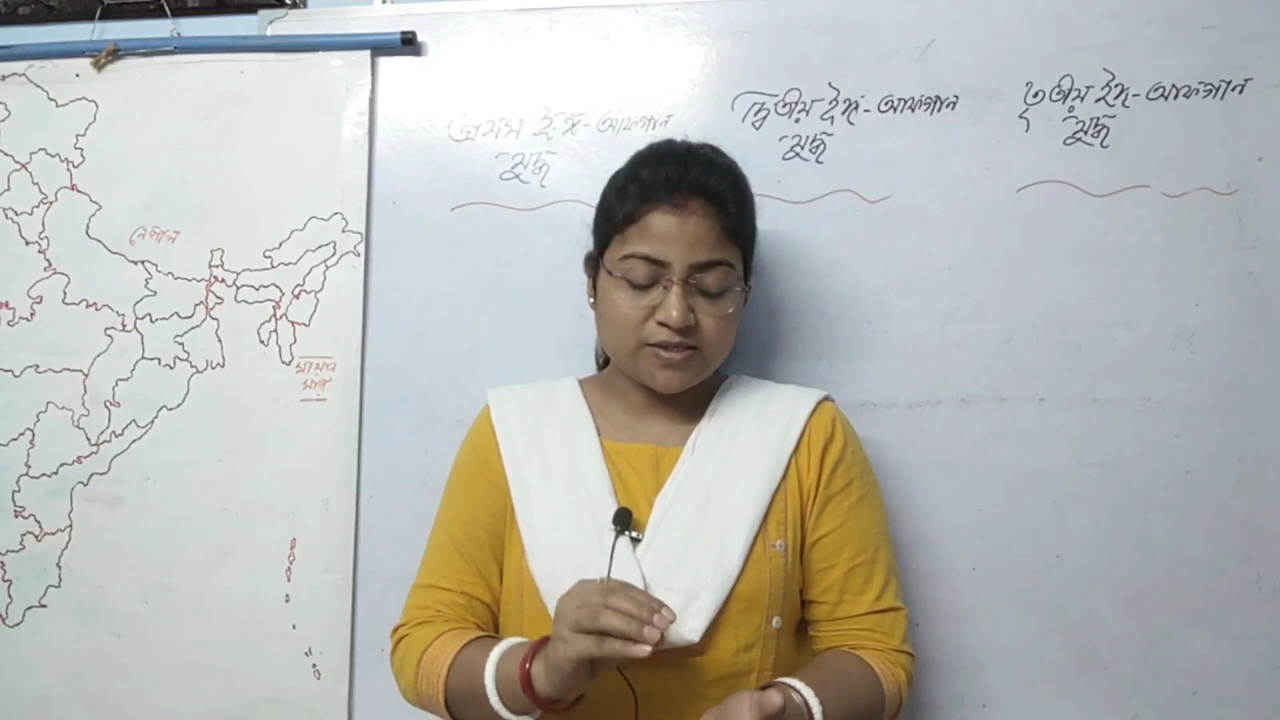 প্রথম ইঙ্গ-আফগান
যুদ্ধ
দ্বিতীয় ইঙ্গ-আফগান
যুদ্ধ
তৃতীয় ইঙ্গ-আফগান
যুদ্ধ
নেপাল
মায়ান
মার